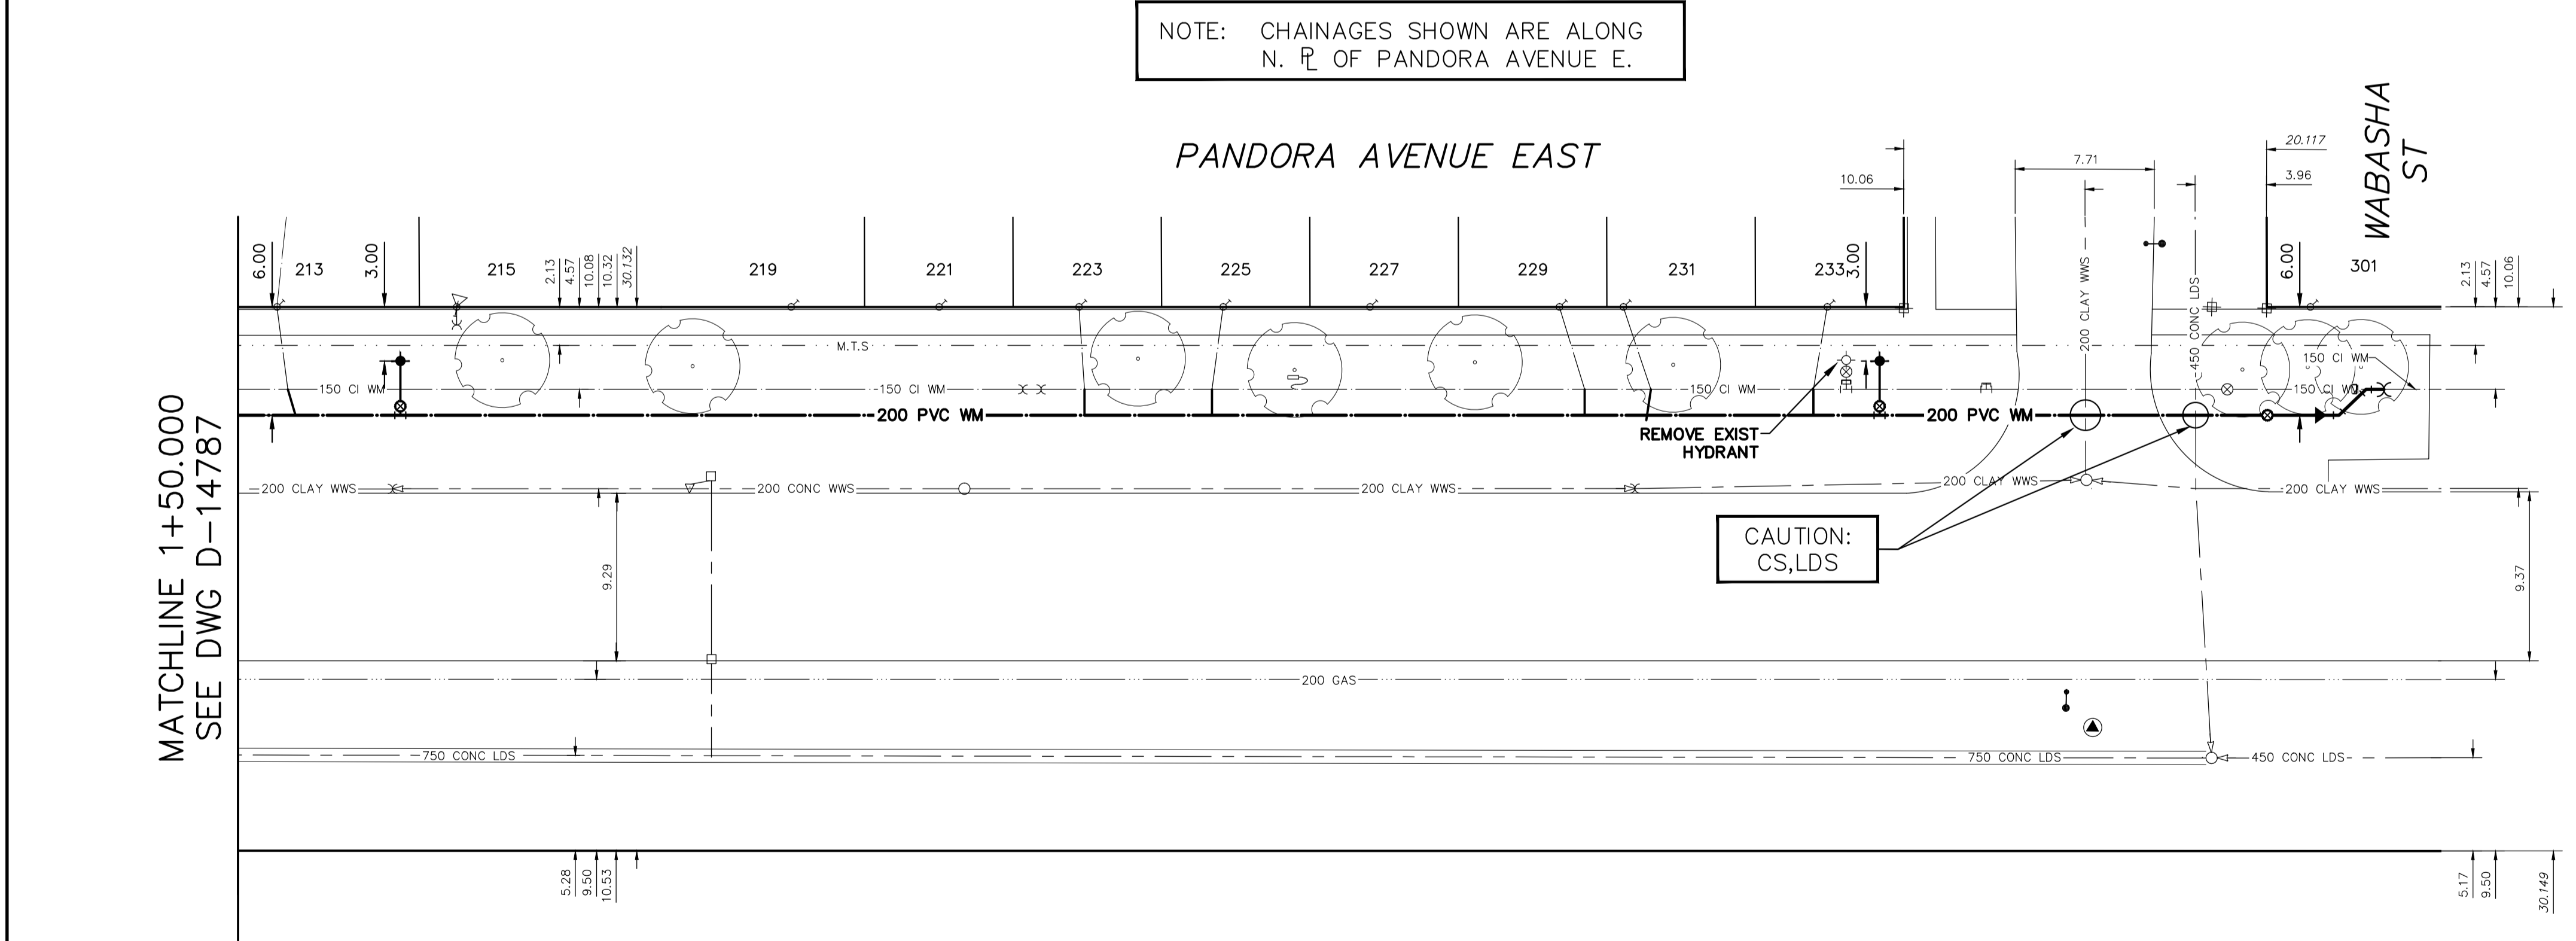 NOTE: CHAINAGES SHOWN ARE ALONG
N. ℄ OF PANDORA AVENUE E.
PANDORA AVENUE EAST
WABASHA
ST
20.117
7.71
3.96
10.06
6.00
213
3.00
215
2.13
4.57
10.08
10.32
30.132
219
221
223
225
227
229
231
233
3.00
200 CLAY WWS
450 CONC LDS
6.00
301
2.13
4.57
10.06
M.T.S
150 CI WM
150 CI WM
150 CI WM
150 CI WM
150 CI WM
200 PVC WM
200 PVC WM
REMOVE EXIST
HYDRANT
MATCHLINE 1+50.000
SEE DWG D-14787
200 CLAY WWS
200 CONC WWS
200 CLAY WWS
200 CLAY WWS
200 CLAY WWS
CAUTION:
CS,LDS
9.29
9.37
200 GAS
750 CONC LDS
750 CONC LDS
450 CONC LDS
5.28
9.50
10.53
5.17
9.50
30.149